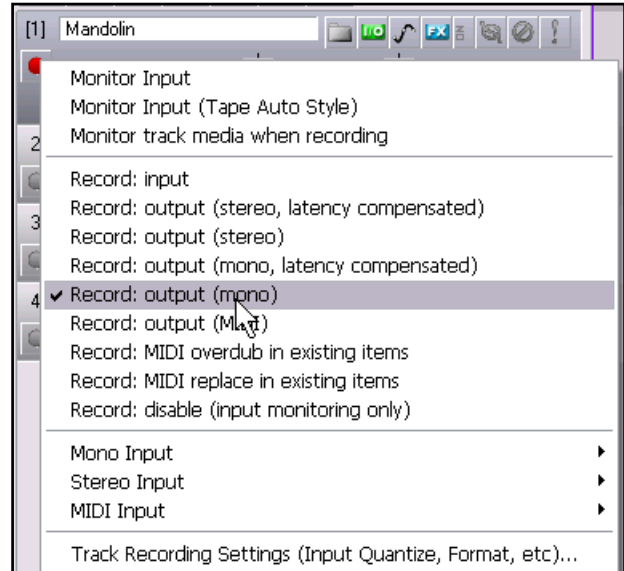 [1] Mandolin I/O FX
Monitor Input
Monitor Input (Tape Auto Style)
Monitor track media when recording
2
Record: input
Record: output (stereo, latency compensated)
3
Record: output (stereo)
Record: output (mono, latency compensated)
4 Record: output (mono)
Record: output
Record: MIDI overdub in existing items
Record: MIDI replace in existing items
Record: disable (input monitoring only)
Mono Input
Stereo Input
MIDI Input
Track Recording Settings (Input Quantize, Format, etc)...